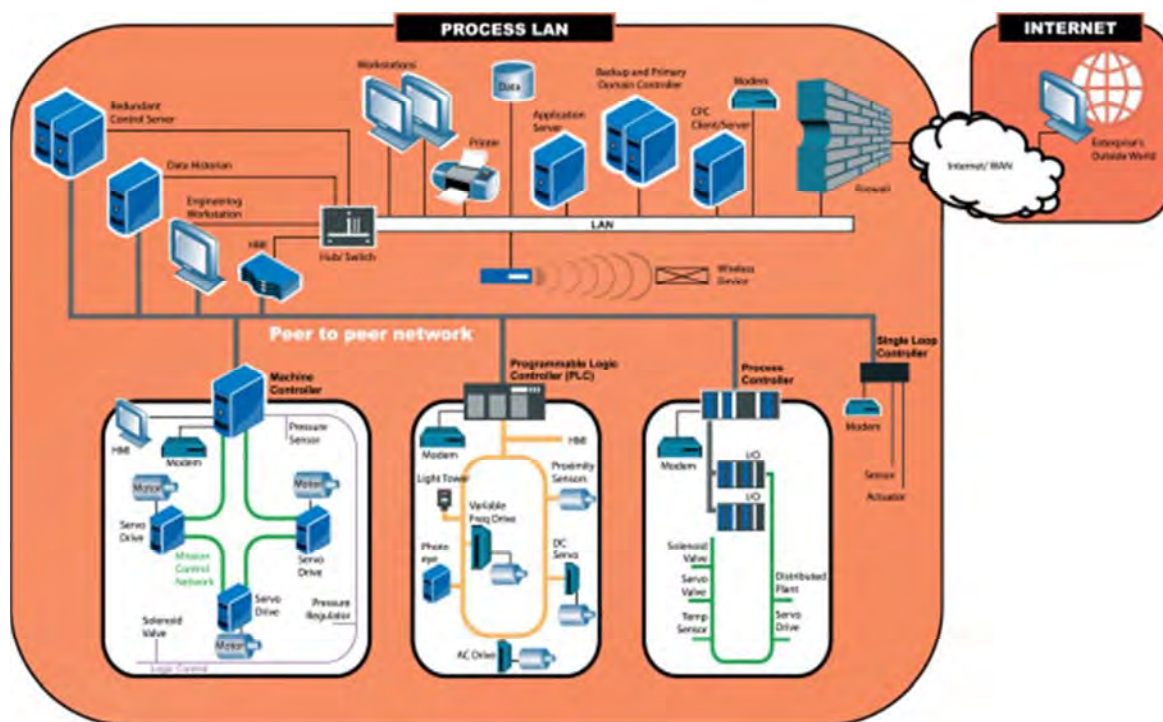 PROCESS LAN
INTERNET
Redundant
Control Server
Data Historian
Engineering
Workstation
HMI
Hub/ Switch
Workstations
Printer
Data
Application
Server
Backup and Primary
Domain Controller
CPC
Client/Server
Modem
Firewall
Internet/ WAN
Enterprise's
Outside World
LAN
Wireless
Device
Peer to peer network
Machine
Controller
HMI
Modem
Pressure
Sensor
Motor
Motor
Servo
Drive
Servo
Drive
Mission
Control
Network
Servo
Drive
Motor
Pressure
Regulator
Solenoid
Valve
Logic Control
Programmable Logic
Controller (PLC)
Modem
HMI
Light Tower
Proximity
Sensors
Variable
Freq Drive
Photo
eye
DC
Servo
AC Drive
Process
Controller
Modem
I/O
I/O
Solenoid
Valve
Servo
Valve
Temp
Sensor
Distributed
Plant
Servo
Drive
Single Loop
Controller
Modem
Sensor
Actuator